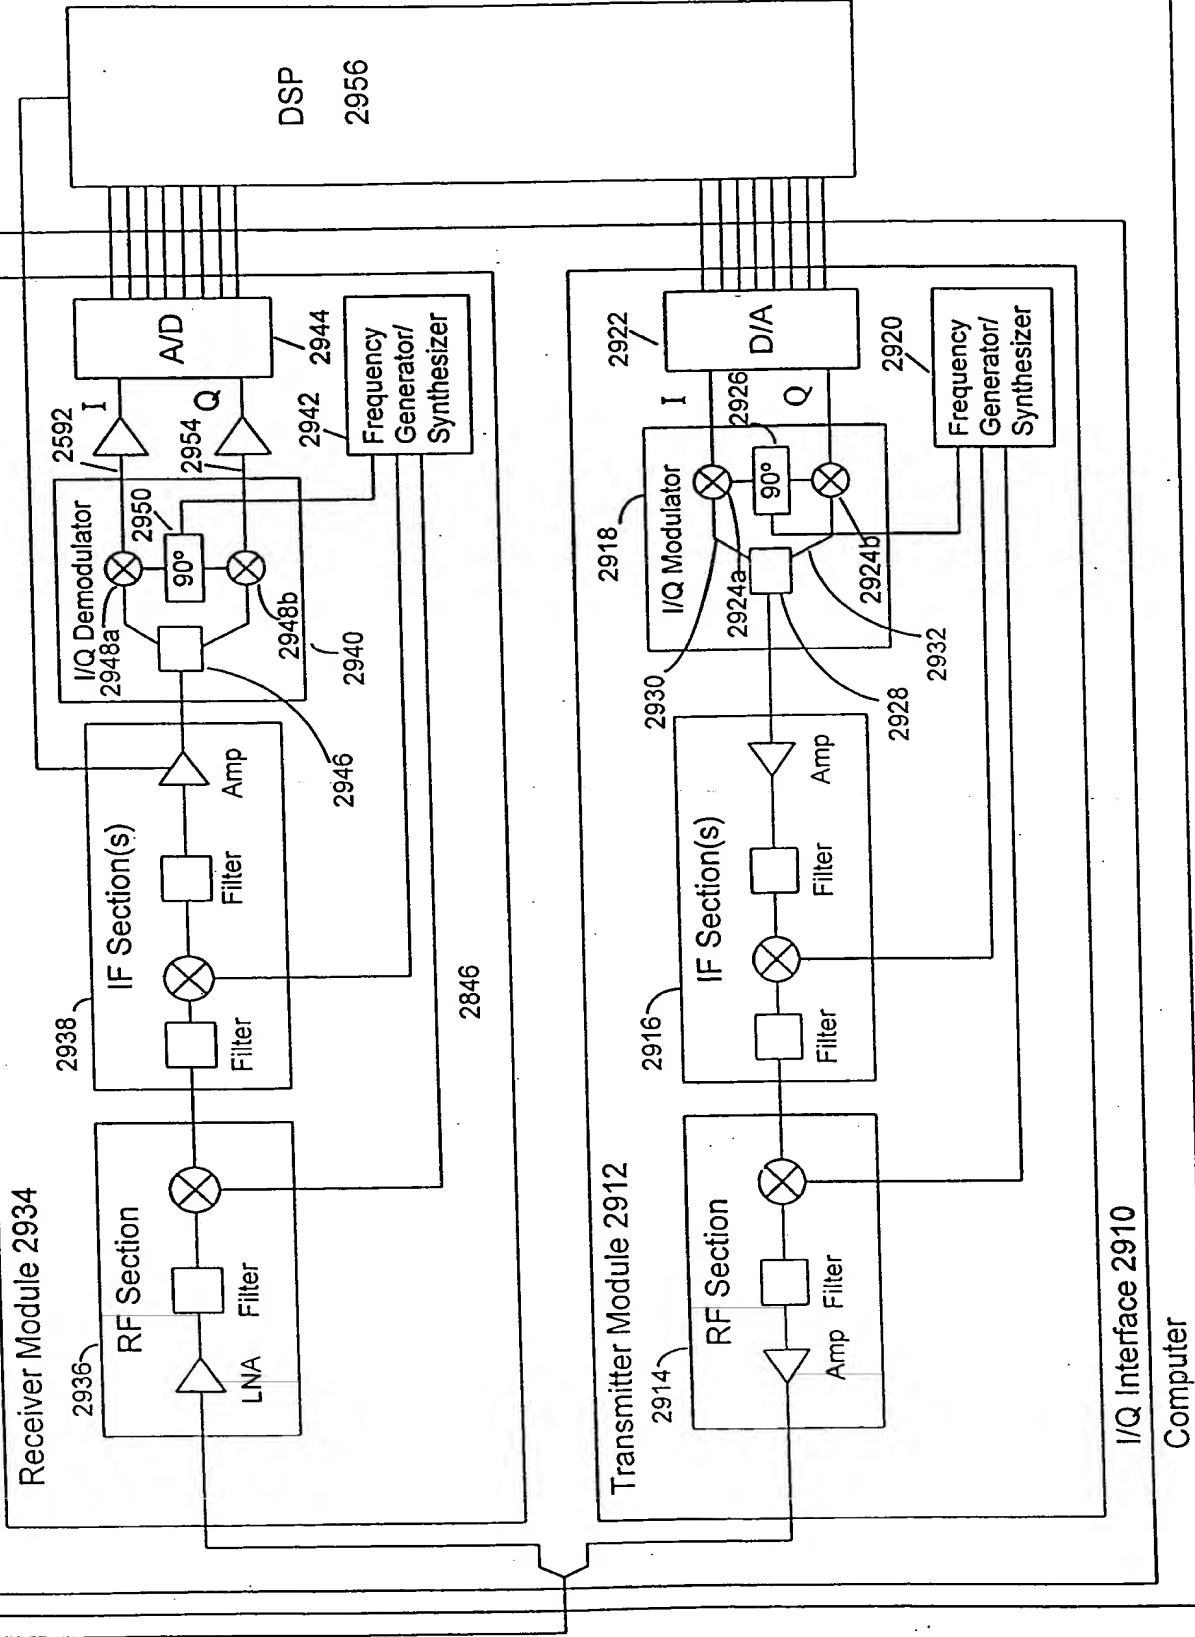 Receiver Module 2934
2936
RF Section
LNA
Filter
2938
IF Section(s)
Filter
Filter
Amp
2946
I/Q Demodulator
2948a
2950
90°
2948b
2940
2592
I
2954
Q
A/D
2944
2942
Frequency
Generator/
Synthesizer
2846
DSP
2956
Transmitter Module 2912
2914
RF Section
Amp
Filter
2916
IF Section(s)
Filter
Filter
Amp
2918
I/Q Modulator
2930
2924a
90°
2926
2924b
2932
2928
I
Q
2922
D/A
2920
Frequency
Generator/
Synthesizer
I/Q Interface 2910
Computer